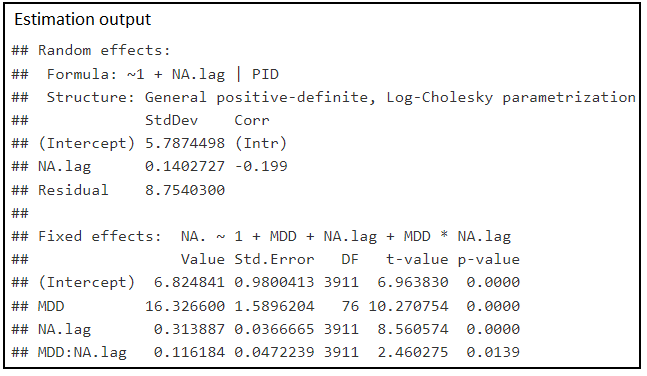 Estimation output
## Random effects:
##  Formula: ~1 + NA.lag | PID
##  Structure: General positive-definite, Log-Cholesky parametrization
##             StdDev    Corr
## (Intercept) 5.7874498 (Intr)
## NA.lag      0.1402727 -0.199
## Residual    8.7540300
##
## Fixed effects:  NA. ~ 1 + MDD + NA.lag + MDD * NA.lag
##                 Value Std.Error   DF   t-value p-value
## (Intercept)  6.824841 0.9800413 3911  6.963830  0.0000
## MDD         16.326600 1.5896204   76 10.270754  0.0000
## NA.lag       0.313887 0.0366665 3911  8.560574  0.0000
## MDD:NA.lag   0.116184 0.0472239 3911  2.460275  0.0139